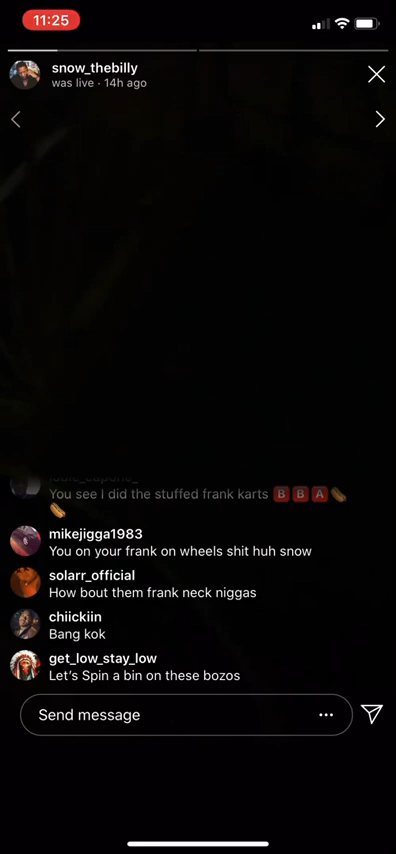 11:25
snow_thebilly
was live · 14h ago
You see I did the stuffed frank karts 🅱️🅱️🅰️🌭
🌭
mikejigga1983
You on your frank on wheels shit huh snow
solarr_official
How bout them frank neck niggas
chiickiin
Bang kok
get_low_stay_low
Let's Spin a bin on these bozos
Send message